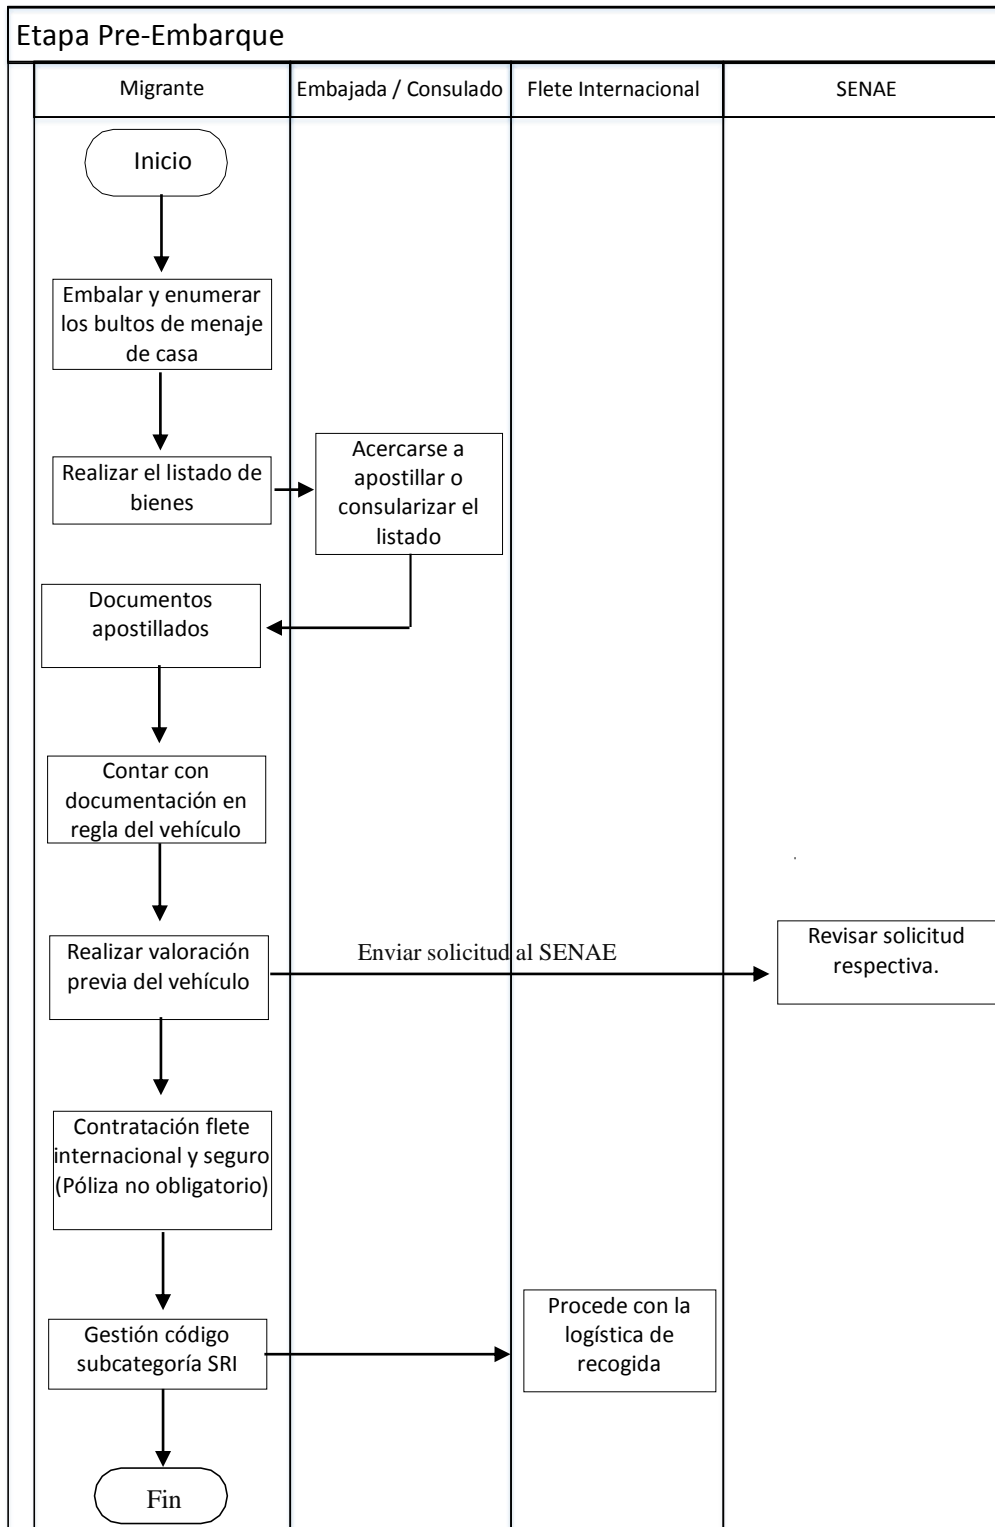 Etapa Pre-Embarque
Migrante
Embajada / Consulado
Flete Internacional
SENAE
Inicio
Embalar y enumerar
los bultos de menaje
de casa
Realizar el listado de
bienes
Acercarse a
apostillar o
consularizar el
listado
Documentos
apostillados
Contar con
documentación en
regla del vehículo
Realizar valoración
previa del vehículo
Enviar solicitud al SENAE
Revisar solicitud
respectiva.
Contratación flete
internacional y seguro
(Póliza no obligatorio)
Gestión código
subcategoría SRI
Procede con la
logística de
recogida
Fin